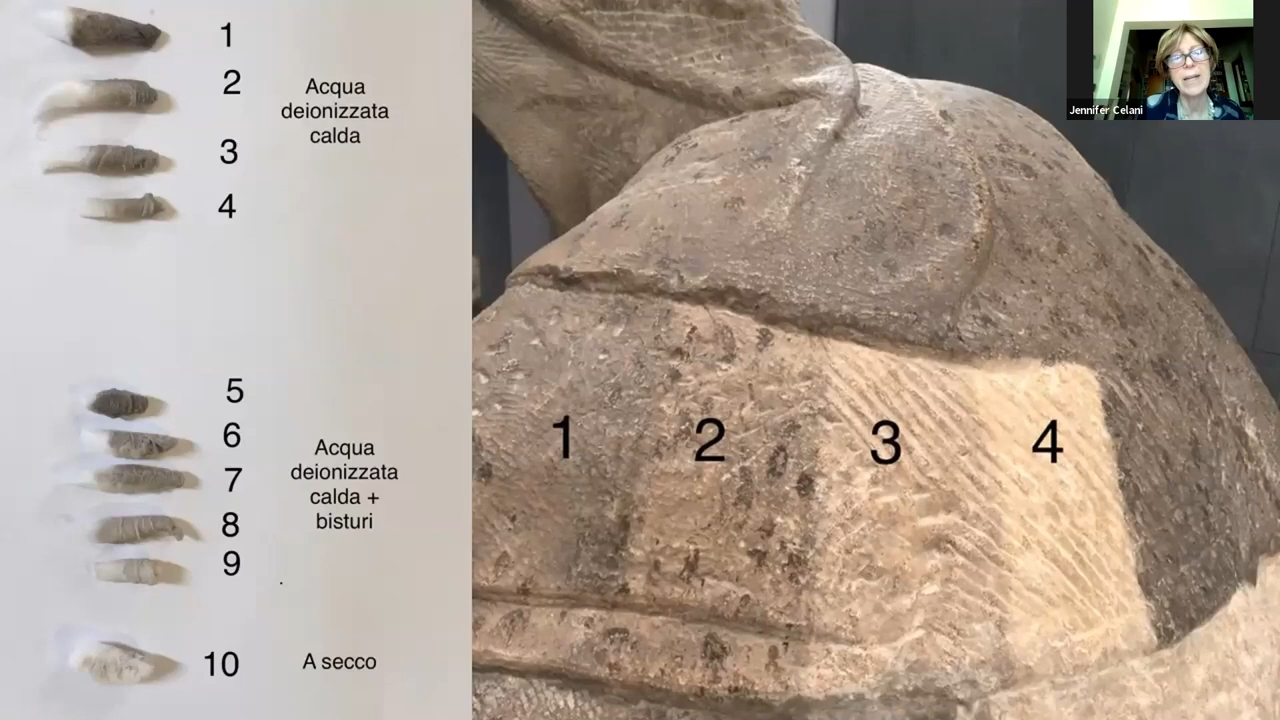 1
2
Acqua
deionizzata
calda
3
4
5
6
Acqua
deionizzata
calda +
bisturi
7
8
9
10
A secco
1
2
3
4
Jennifer Celani